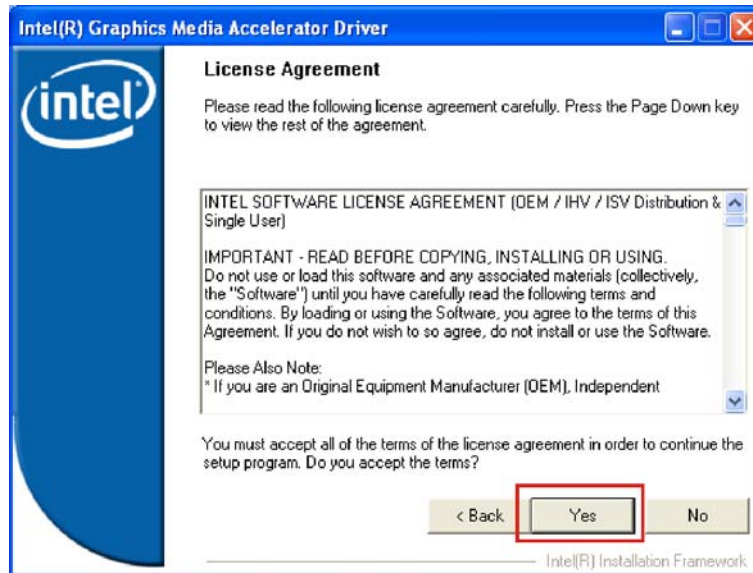 Intel(R) Graphics Media Accelerator Driver
intel
License Agreement
Please read the following license agreement carefully. Press the Page Down key
to view the rest of the agreement.
INTEL SOFTWARE LICENSE AGREEMENT (OEM / IHV / ISV Distribution &
Single User)
IMPORTANT - READ BEFORE COPYING, INSTALLING OR USING.
Do not use or load this software and any associated materials (collectively,
the "Software") until you have carefully read the following terms and
conditions. By loading or using the Software, you agree to the terms of this
Agreement. If you do not wish to so agree, do not install or use the Software.
Please Also Note:
* If you are an Original Equipment Manufacturer (OEM), Independent
You must accept all of the terms of the license agreement in order to continue the
setup program. Do you accept the terms?
< Back Yes No
Intel(R) Installation Framework